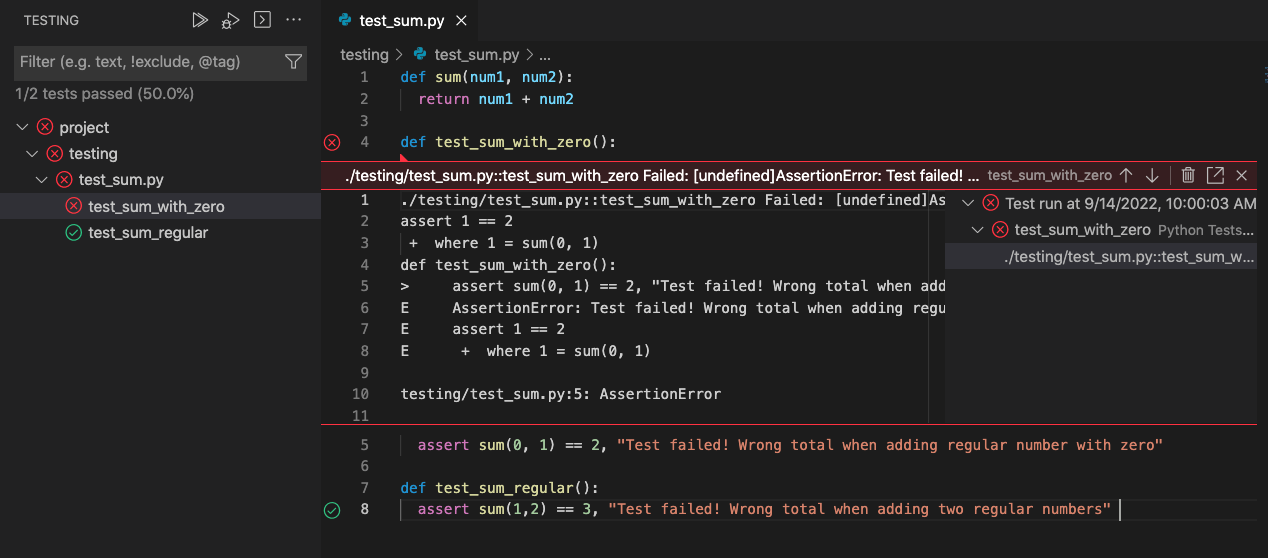 TESTING
Filter (e.g. text, !exclude, @tag)
1/2 tests passed (50.0%)
project
testing
test_sum.py
test_sum_with_zero
test_sum_regular
test_sum.py
testing > test_sum.py > ...
1 def sum(num1, num2):
2 return num1 + num2
3
4 def test_sum_with_zero():
./testing/test_sum.py::test_sum_with_zero Failed: [undefined]AssertionError: Test failed! ... test_sum_with_zero
1 ./testing/test_sum.py::test_sum_with_zero Failed: [undefined]As
2 assert 1 == 2
3 + where 1 = sum(0, 1)
4 def test_sum_with_zero():
5 > assert sum(0, 1) == 2, "Test failed! Wrong total when add
6 E AssertionError: Test failed! Wrong total when adding regu
7 E assert 1 == 2
8 E + where 1 = sum(0, 1)
9
10 testing/test_sum.py:5: AssertionError
11
Test run at 9/14/2022, 10:00:03 AM
test_sum_with_zero Python Tests...
./testing/test_sum.py::test_sum_w...
5 assert sum(0, 1) == 2, "Test failed! Wrong total when adding regular number with zero"
6
7 def test_sum_regular():
8 assert sum(1,2) == 3, "Test failed! Wrong total when adding two regular numbers"